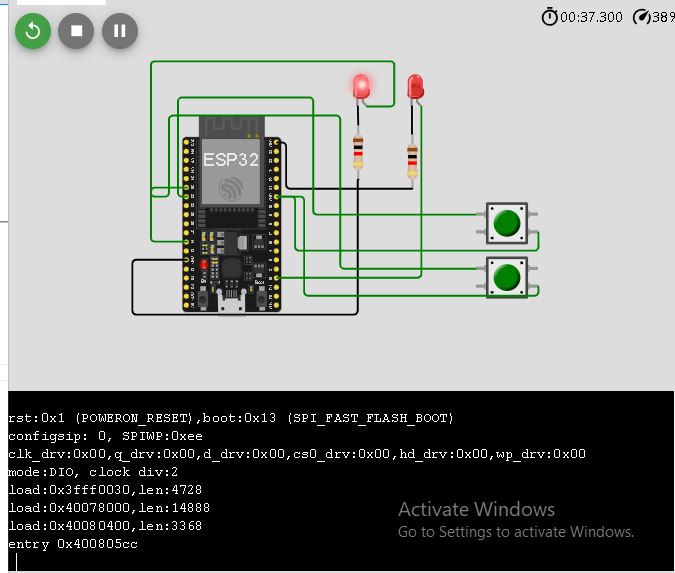 00:37.300 389
ESP32
rst:0x1 (POWERON_RESET),boot:0x13 (SPI_FAST_FLASH_BOOT)
configsip: 0, SPIWP:0xee
clk_drv:0x00,q_drv:0x00,d_drv:0x00,cs0_drv:0x00,hd_drv:0x00,wp_drv:0x00
mode:DIO, clock div:2
load:0x3fff0030,len:4728
load:0x40078000,len:14888
load:0x40080400,len:3368
entry 0x400805cc
Activate Windows
Go to Settings to activate Windows.